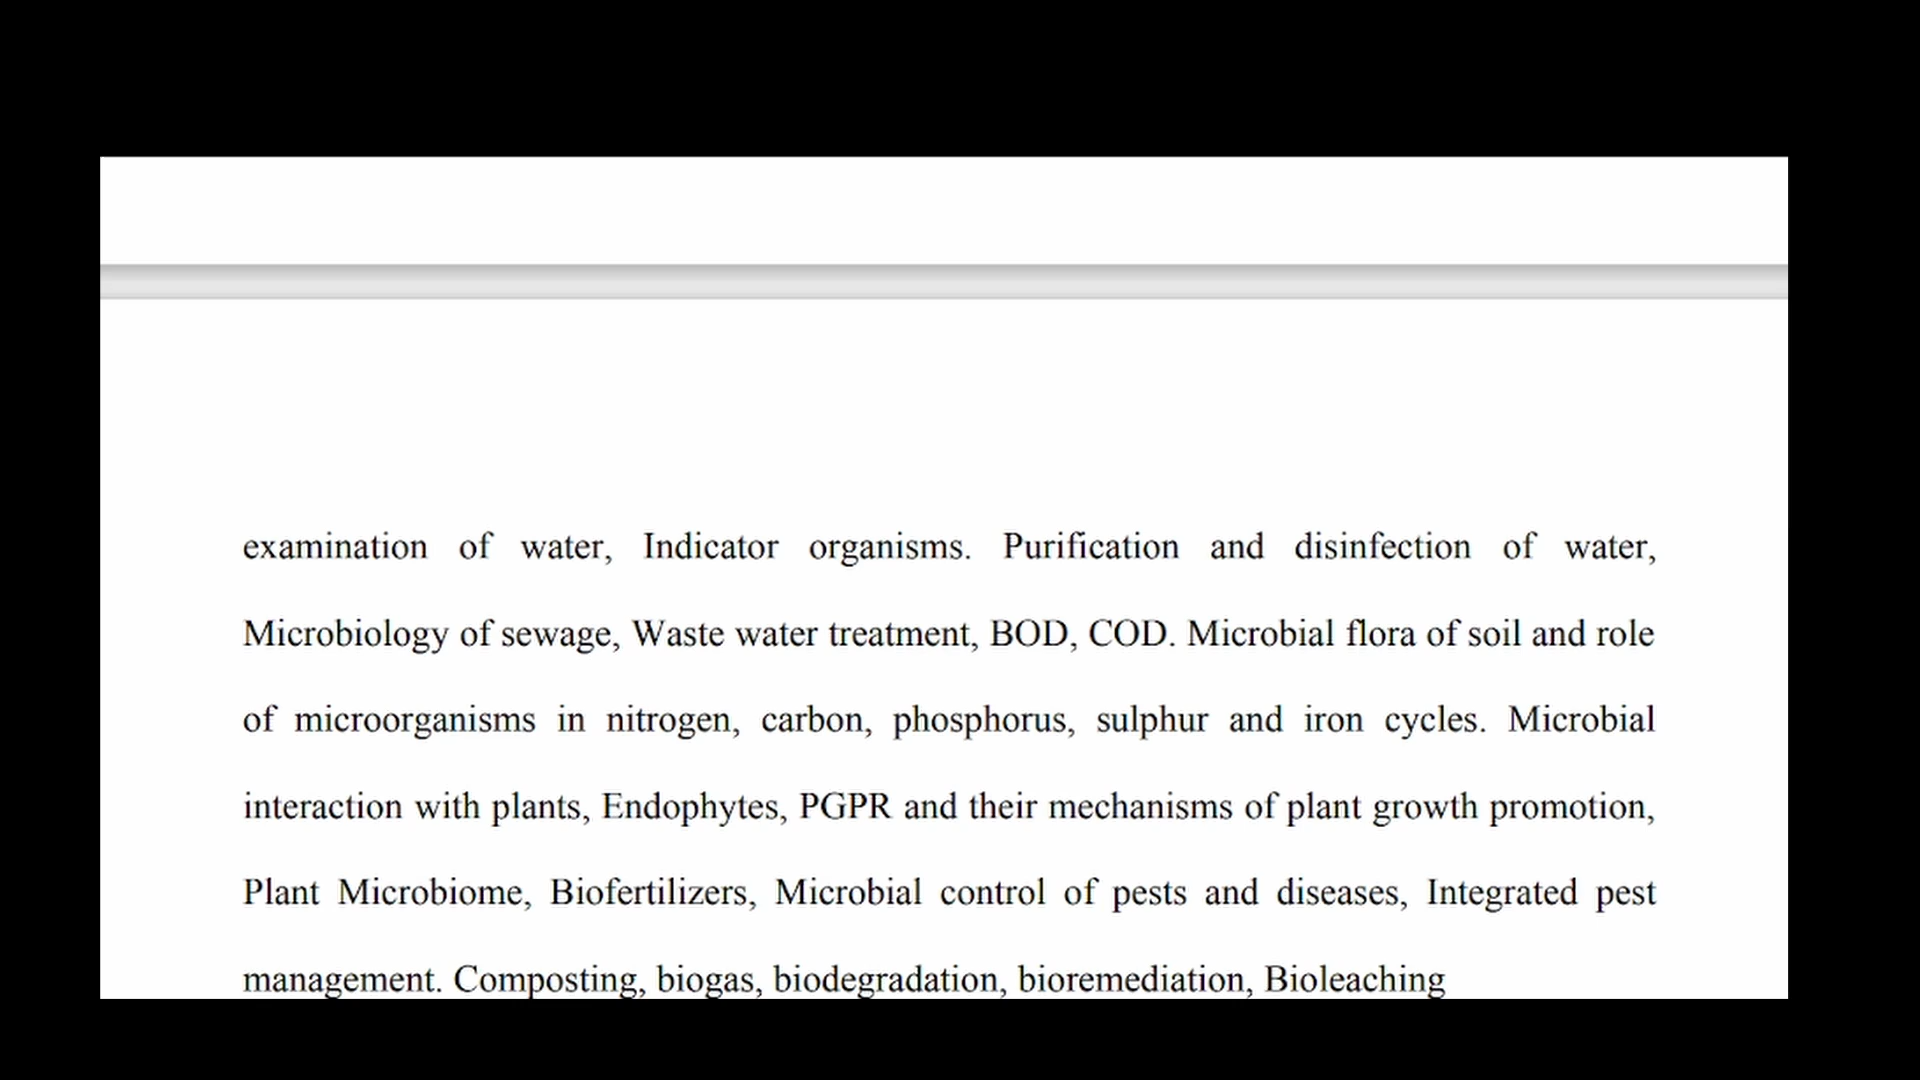 examination of water, Indicator organisms. Purification and disinfection of water,
Microbiology of sewage, Waste water treatment, BOD, COD. Microbial flora of soil and role
of microorganisms in nitrogen, carbon, phosphorus, sulphur and iron cycles. Microbial
interaction with plants, Endophytes, PGPR and their mechanisms of plant growth promotion,
Plant Microbiome, Biofertilizers, Microbial control of pests and diseases, Integrated pest
management. Composting, biogas, biodegradation, bioremediation, Bioleaching